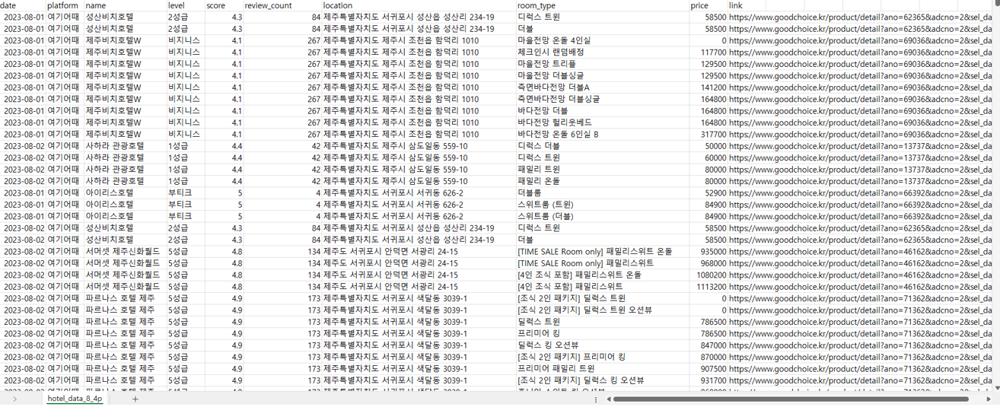 date platform name level score review_count location room_type price link
2023-08-01 여기어때 성산비치호텔 2성급 4.3 84 제주특별자치도 서귀포시 성산읍 성산리 234-19 디럭스 트윈 58500 https://www.goodchoice.kr/product/detail?ano=62365&adcno=2&sel_da
2023-08-01 여기어때 성산비치호텔 2성급 4.3 84 제주특별자치도 서귀포시 성산읍 성산리 234-19 더블 58500 https://www.goodchoice.kr/product/detail?ano=62365&adcno=2&sel_da
2023-08-01 여기어때 제주비치호텔W 비지니스 4.1 267 제주특별자치도 제주시 조천읍 함덕리 1010 마을전망 온돌 4인실 0 https://www.goodchoice.kr/product/detail?ano=69036&adcno=2&sel_da
2023-08-01 여기어때 제주비치호텔W 비지니스 4.1 267 제주특별자치도 제주시 조천읍 함덕리 1010 체크인시 랜덤배정 117700 https://www.goodchoice.kr/product/detail?ano=69036&adcno=2&sel_da
2023-08-01 여기어때 제주비치호텔W 비지니스 4.1 267 제주특별자치도 제주시 조천읍 함덕리 1010 마을전망 트리플 129500 https://www.goodchoice.kr/product/detail?ano=69036&adcno=2&sel_da
2023-08-01 여기어때 제주비치호텔W 비지니스 4.1 267 제주특별자치도 제주시 조천읍 함덕리 1010 마을전망 더블싱글 129500 https://www.goodchoice.kr/product/detail?ano=69036&adcno=2&sel_da
2023-08-01 여기어때 제주비치호텔W 비지니스 4.1 267 제주특별자치도 제주시 조천읍 함덕리 1010 측면바다전망 더블A 141200 https://www.goodchoice.kr/product/detail?ano=69036&adcno=2&sel_da
2023-08-01 여기어때 제주비치호텔W 비지니스 4.1 267 제주특별자치도 제주시 조천읍 함덕리 1010 측면바다전망 더블싱글 164800 https://www.goodchoice.kr/product/detail?ano=69036&adcno=2&sel_da
2023-08-01 여기어때 제주비치호텔W 비지니스 4.1 267 제주특별자치도 제주시 조천읍 함덕리 1010 바다전망 더블 164800 https://www.goodchoice.kr/product/detail?ano=69036&adcno=2&sel_da
2023-08-01 여기어때 제주비치호텔W 비지니스 4.1 267 제주특별자치도 제주시 조천읍 함덕리 1010 바다전망 헐리웃베드 164800 https://www.goodchoice.kr/product/detail?ano=69036&adcno=2&sel_da
2023-08-01 여기어때 제주비치호텔W 비지니스 4.1 267 제주특별자치도 제주시 조천읍 함덕리 1010 바다전망 온돌 6인실 B 317700 https://www.goodchoice.kr/product/detail?ano=69036&adcno=2&sel_da
2023-08-02 여기어때 사하라 관광호텔 1성급 4.4 42 제주특별자치도 제주시 삼도일동 559-10 디럭스 더블 50000 https://www.goodchoice.kr/product/detail?ano=13737&adcno=2&sel_da
2023-08-02 여기어때 사하라 관광호텔 1성급 4.4 42 제주특별자치도 제주시 삼도일동 559-10 디럭스 트윈 60000 https://www.goodchoice.kr/product/detail?ano=13737&adcno=2&sel_da
2023-08-02 여기어때 사하라 관광호텔 1성급 4.4 42 제주특별자치도 제주시 삼도일동 559-10 패밀리 트윈 80000 https://www.goodchoice.kr/product/detail?ano=13737&adcno=2&sel_da
2023-08-02 여기어때 사하라 관광호텔 1성급 4.4 42 제주특별자치도 제주시 삼도일동 559-10 패밀리 온돌 80000 https://www.goodchoice.kr/product/detail?ano=13737&adcno=2&sel_da
2023-08-01 여기어때 아이리스호텔 부티크 5 4 제주특별자치도 서귀포시 서귀동 626-2 더블룸 52900 https://www.goodchoice.kr/product/detail?ano=66392&adcno=2&sel_da
2023-08-01 여기어때 아이리스호텔 부티크 5 4 제주특별자치도 서귀포시 서귀동 626-2 스위트룸 (트윈) 84900 https://www.goodchoice.kr/product/detail?ano=66392&adcno=2&sel_da
2023-08-01 여기어때 아이리스호텔 부티크 5 4 제주특별자치도 서귀포시 서귀동 626-2 스위트룸 (더블) 84900 https://www.goodchoice.kr/product/detail?ano=66392&adcno=2&sel_da
2023-08-02 여기어때 성산비치호텔 2성급 4.3 84 제주특별자치도 서귀포시 성산읍 성산리 234-19 디럭스 트윈 58500 https://www.goodchoice.kr/product/detail?ano=62365&adcno=2&sel_da
2023-08-02 여기어때 성산비치호텔 2성급 4.3 84 제주특별자치도 서귀포시 성산읍 성산리 234-19 더블 58500 https://www.goodchoice.kr/product/detail?ano=62365&adcno=2&sel_da
2023-08-02 여기어때 서머셋 제주신화월드 5성급 4.8 134 제주도 서귀포시 안덕면 서광리 24-15 [TIME SALE Room only] 패밀리스위트 온돌 935000 https://www.goodchoice.kr/product/detail?ano=46162&adcno=2&sel_da
2023-08-02 여기어때 서머셋 제주신화월드 5성급 4.8 134 제주도 서귀포시 안덕면 서광리 24-15 [TIME SALE Room only] 패밀리스위트 968000 https://www.goodchoice.kr/product/detail?ano=46162&adcno=2&sel_da
2023-08-02 여기어때 서머셋 제주신화월드 5성급 4.8 134 제주도 서귀포시 안덕면 서광리 24-15 [4인 조식 포함] 패밀리스위트 온돌 1080200 https://www.goodchoice.kr/product/detail?ano=46162&adcno=2&sel_da
2023-08-02 여기어때 서머셋 제주신화월드 5성급 4.8 134 제주도 서귀포시 안덕면 서광리 24-15 [4인 조식 포함] 패밀리스위트 1113200 https://www.goodchoice.kr/product/detail?ano=46162&adcno=2&sel_da
2023-08-02 여기어때 파르나스 호텔 제주 5성급 4.9 173 제주특별자치도 서귀포시 색달동 3039-1 [조식 2인 패키지] 딜럭스 트윈 0 https://www.goodchoice.kr/product/detail?ano=71362&adcno=2&sel_da
2023-08-02 여기어때 파르나스 호텔 제주 5성급 4.9 173 제주특별자치도 서귀포시 색달동 3039-1 [조식 2인 패키지] 딜럭스 트윈 오션뷰 0 https://www.goodchoice.kr/product/detail?ano=71362&adcno=2&sel_da
2023-08-02 여기어때 파르나스 호텔 제주 5성급 4.9 173 제주특별자치도 서귀포시 색달동 3039-1 딜럭스 트윈 786500 https://www.goodchoice.kr/product/detail?ano=71362&adcno=2&sel_da
2023-08-02 여기어때 파르나스 호텔 제주 5성급 4.9 173 제주특별자치도 서귀포시 색달동 3039-1 프리미어 킹 786500 https://www.goodchoice.kr/product/detail?ano=71362&adcno=2&sel_da
2023-08-02 여기어때 파르나스 호텔 제주 5성급 4.9 173 제주특별자치도 서귀포시 색달동 3039-1 딜럭스 킹 오션뷰 847000 https://www.goodchoice.kr/product/detail?ano=71362&adcno=2&sel_da
2023-08-02 여기어때 파르나스 호텔 제주 5성급 4.9 173 제주특별자치도 서귀포시 색달동 3039-1 [조식 2인 패키지] 프리미어 킹 870000 https://www.goodchoice.kr/product/detail?ano=71362&adcno=2&sel_da
2023-08-02 여기어때 파르나스 호텔 제주 5성급 4.9 173 제주특별자치도 서귀포시 색달동 3039-1 프리미어 패밀리 트윈 907500 https://www.goodchoice.kr/product/detail?ano=71362&adcno=2&sel_da
2023-08-02 여기어때 파르나스 호텔 제주 5성급 4.9 173 제주특별자치도 서귀포시 색달동 3039-1 [조식 2인 패키지] 딜럭스 킹 오션뷰 931700 https://www.goodchoice.kr/product/detail?ano=71362&adcno=2&sel_da
hotel_data_8_4p